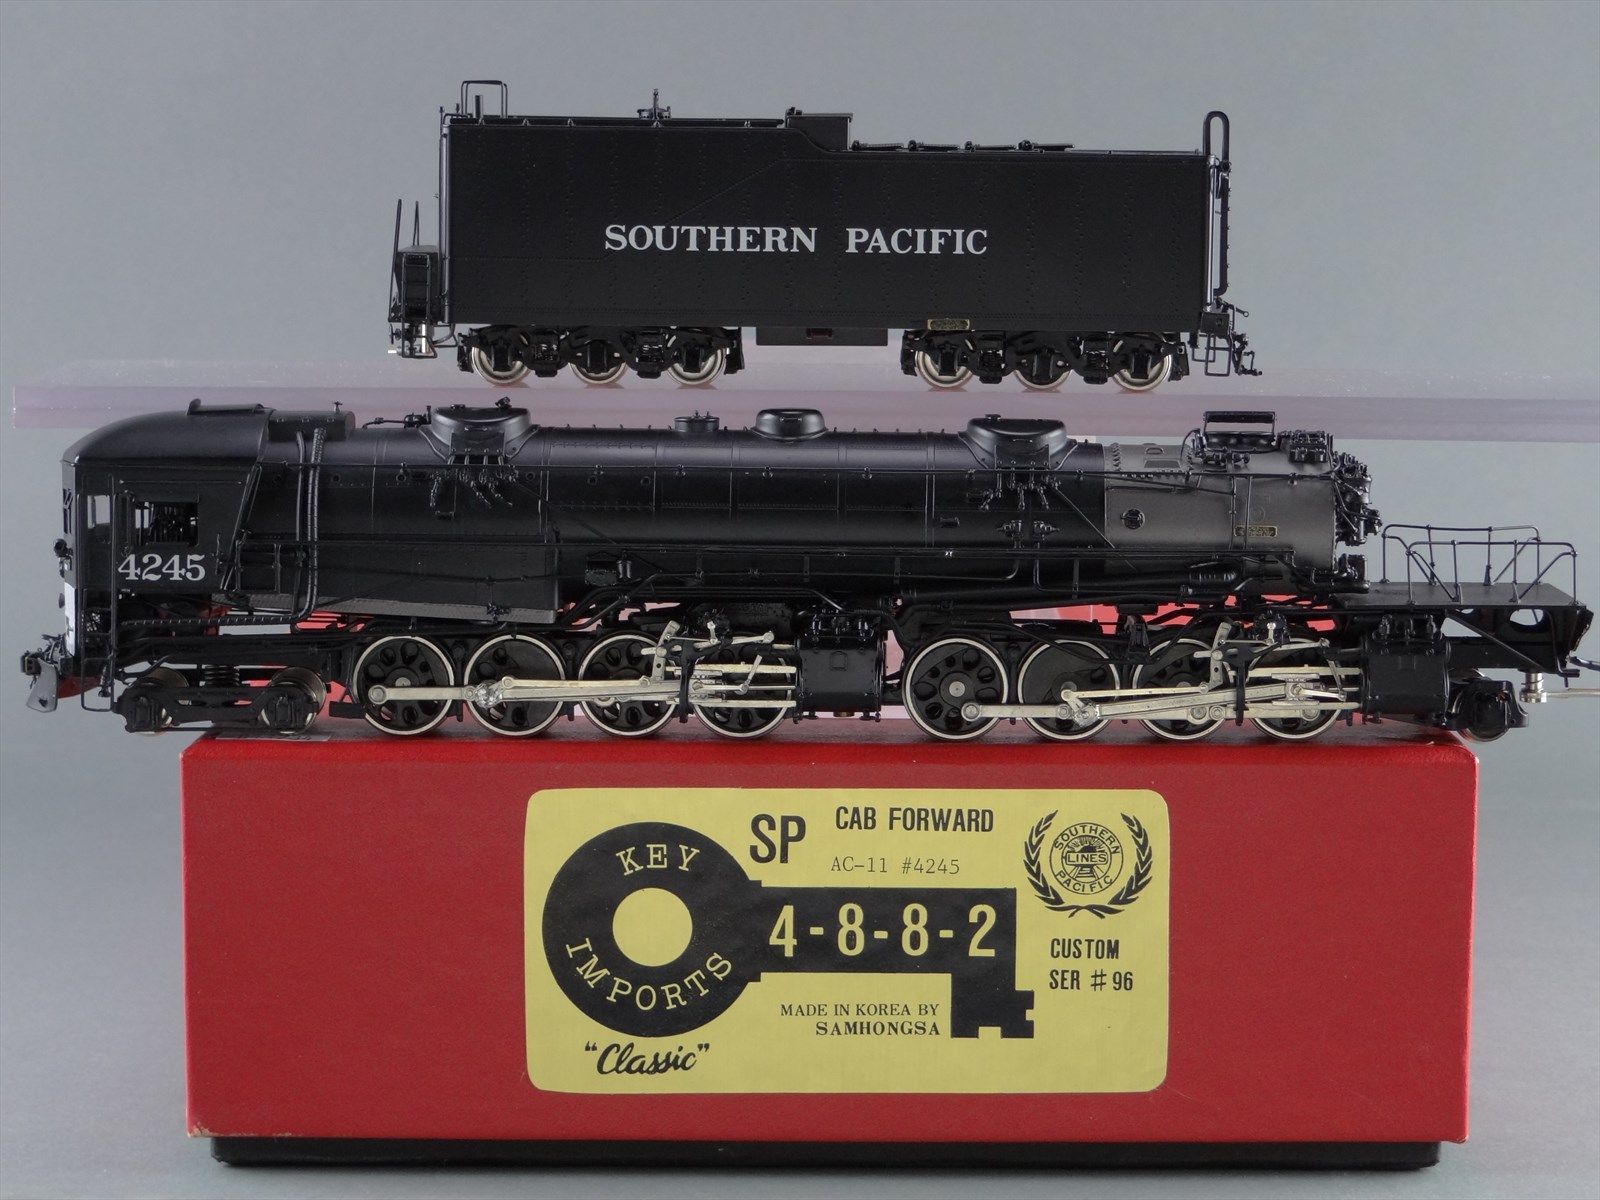 SOUTHERN PACIFIC
4245
SP
CAB FORWARD
AC-11 #4245
KEY
IMPORTS
4-8-8-2
SOUTHERN
LINES
PACIFIC
CUSTOM
SER # 96
MADE IN KOREA BY
SAMHONGSA
"Classic"